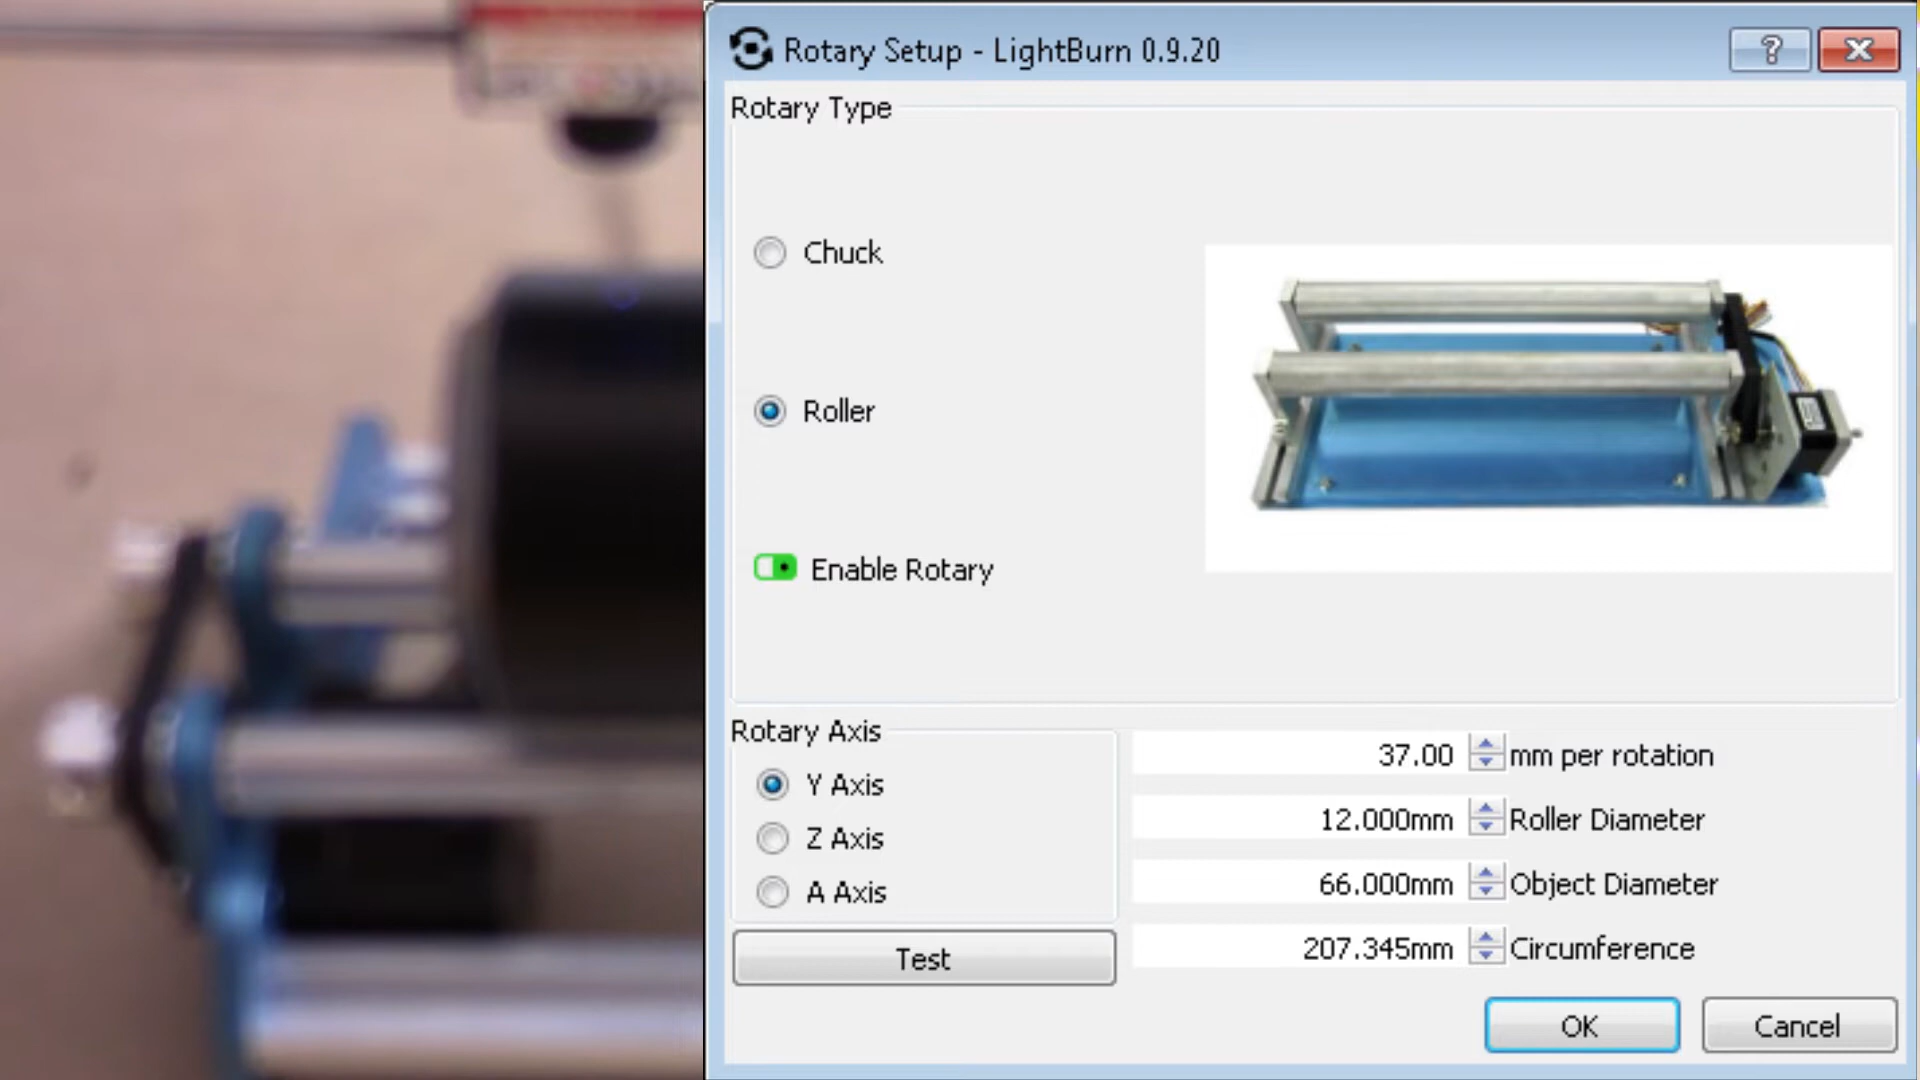 Rotary Setup - LightBurn 0.9.20
Rotary Type
Chuck
Roller
Enable Rotary
Rotary Axis
Y Axis
Z Axis
A Axis
Test
37.00 mm per rotation
12.000mm Roller Diameter
66.000mm Object Diameter
207.345mm Circumference
OK
Cancel